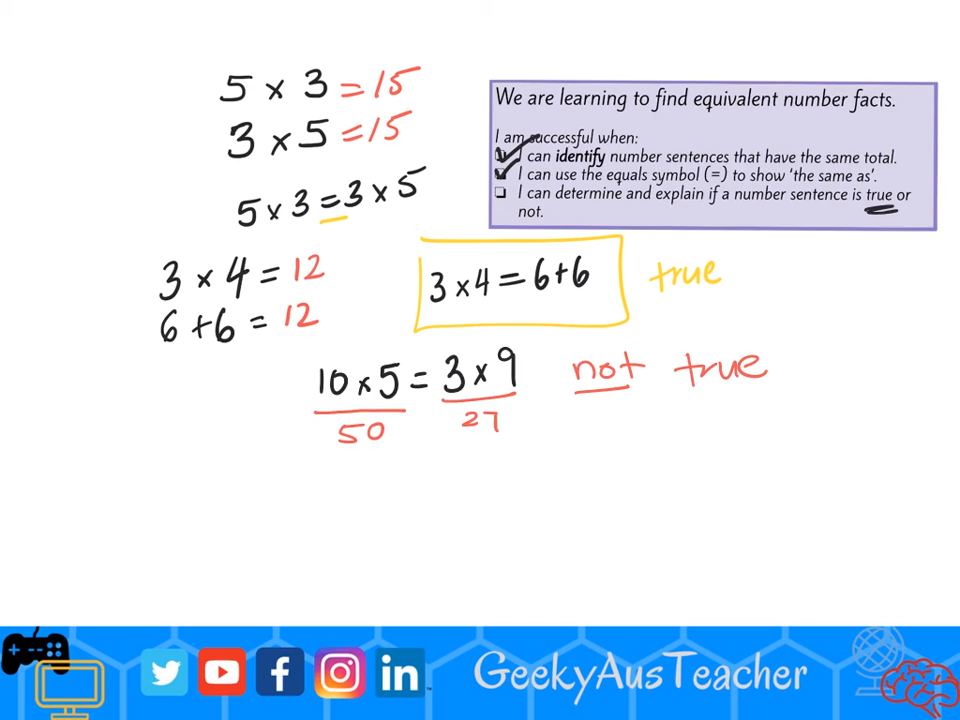 5 × 3 = 15
3 × 5 = 15
5 × 3 = 3 × 5
We are learning to find equivalent number facts.
I am successful when:
I can identify number sentences that have the same total.
I can use the equals symbol (=) to show ‘the same as’.
I can determine and explain if a number sentence is true or
not.
3 × 4 = 12
6 + 6 = 12
3 × 4 = 6 + 6 true
10 × 5 = 3 × 9 not true
50 27
GeekyAusTeacher